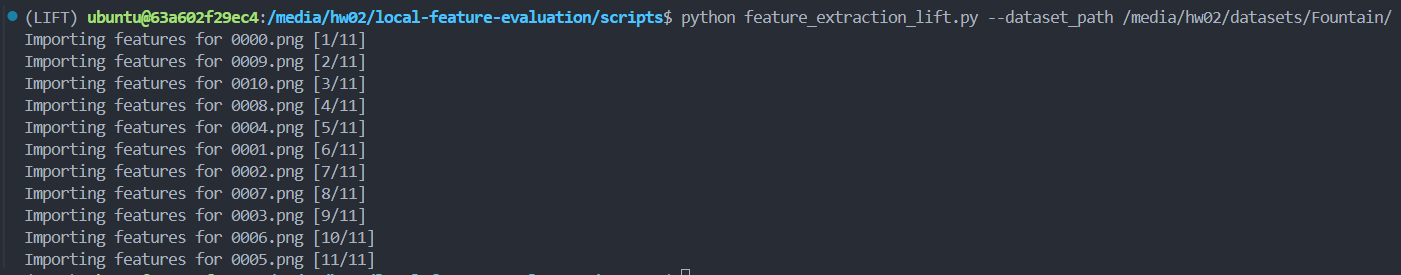 (LIFT) ubuntu@63a602f29ec4:/media/hw02/local-feature-evaluation/scripts$ python feature_extraction_lift.py --dataset_path /media/hw02/datasets/Fountain/
Importing features for 0000.png [1/11]
Importing features for 0009.png [2/11]
Importing features for 0010.png [3/11]
Importing features for 0008.png [4/11]
Importing features for 0004.png [5/11]
Importing features for 0001.png [6/11]
Importing features for 0002.png [7/11]
Importing features for 0007.png [8/11]
Importing features for 0003.png [9/11]
Importing features for 0006.png [10/11]
Importing features for 0005.png [11/11]